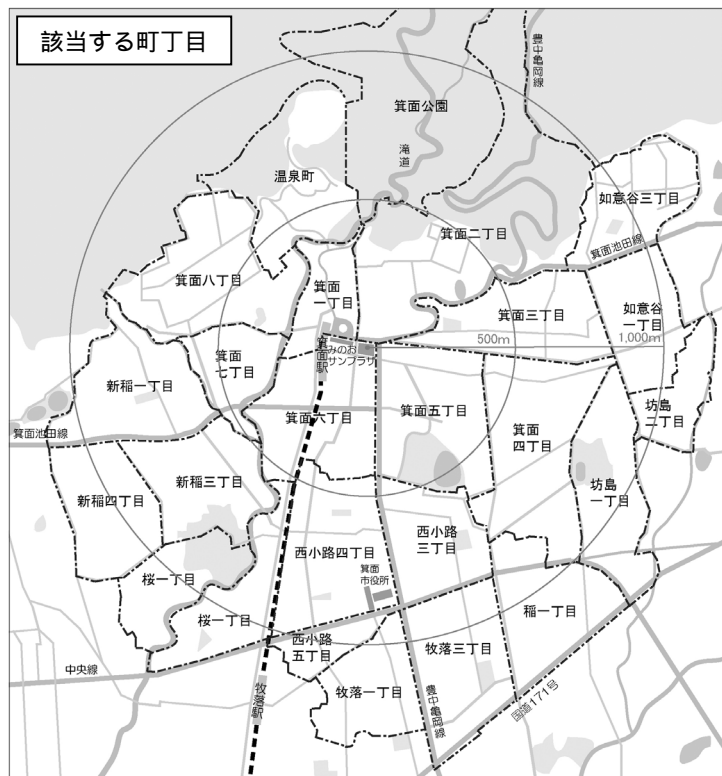 該当する町丁目
箕面公園
豊中亀岡線
滝道
温泉町
如意谷三丁目
箕面二丁目
箕面池田線
箕面八丁目
箕面
一丁目
箕面三丁目
如意谷
一丁目
500m
1,000m
箕面駅
みのお
サンプラザ
箕面
七丁目
新稲一丁目
箕面六丁目
箕面五丁目
箕面
四丁目
坊島
二丁目
箕面池田線
新稲三丁目
新稲四丁目
坊島
一丁目
西小路四丁目
西小路
三丁目
桜一丁目
箕面
市役所
桜一丁目
稲一丁目
西小路
五丁目
牧落三丁目
中央線
牧落駅
牧落一丁目
豊中亀岡線
国道171号